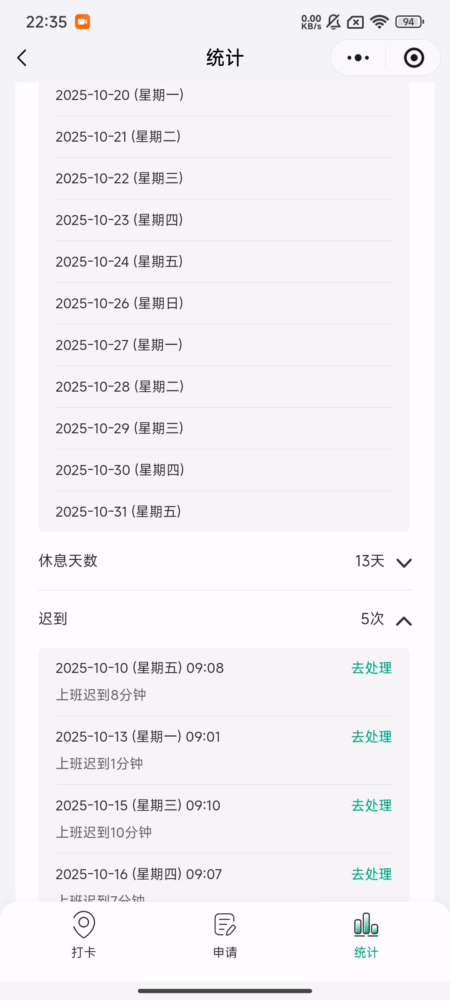 22:35
0.00
KB/s
94
统计
2025-10-20 (星期一)
2025-10-21 (星期二)
2025-10-22 (星期三)
2025-10-23 (星期四)
2025-10-24 (星期五)
2025-10-26 (星期日)
2025-10-27 (星期一)
2025-10-28 (星期二)
2025-10-29 (星期三)
2025-10-30 (星期四)
2025-10-31 (星期五)
休息天数 13天
迟到 5次
2025-10-10 (星期五) 09:08 去处理
上班迟到8分钟
2025-10-13 (星期一) 09:01 去处理
上班迟到1分钟
2025-10-15 (星期三) 09:10 去处理
上班迟到10分钟
2025-10-16 (星期四) 09:07 去处理
上班迟到7分钟
打卡 申请 统计